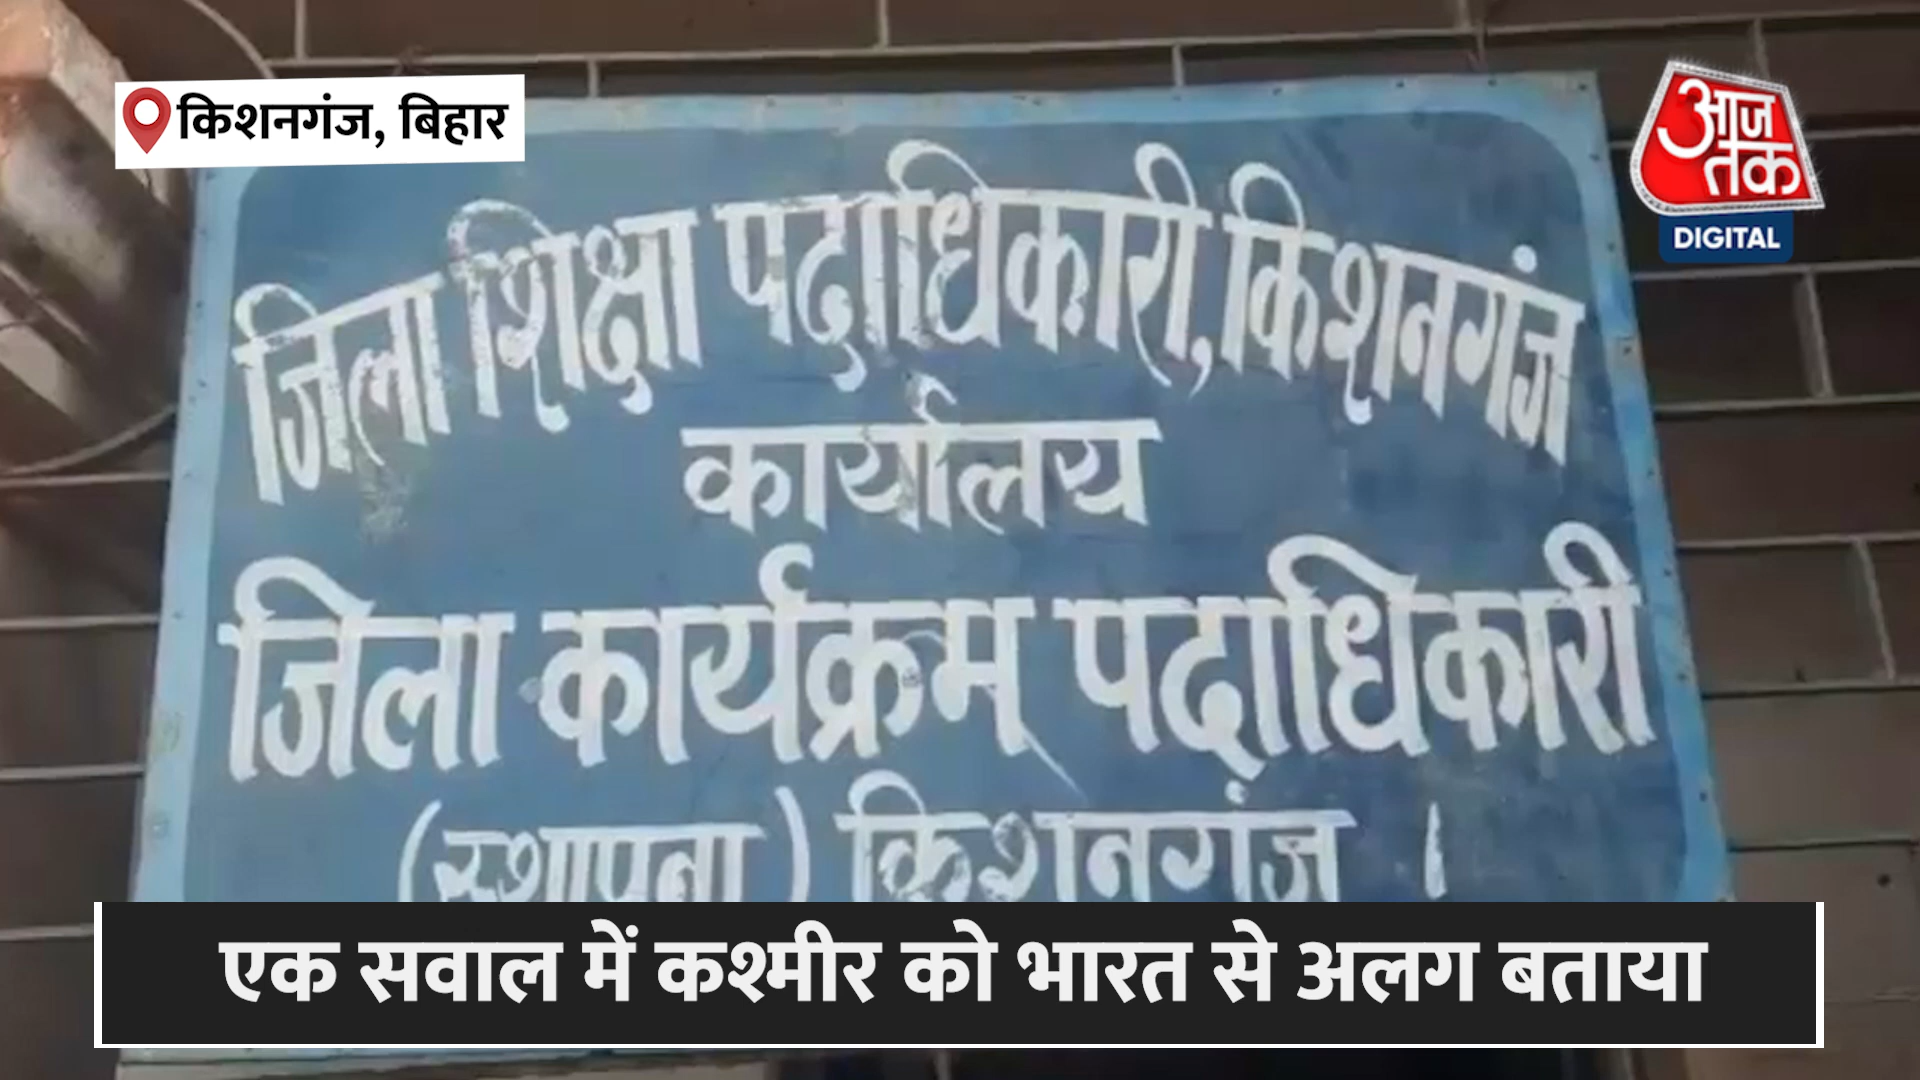 किशनगंज, बिहार
आज
तक
DIGITAL
जिला शिक्षा पदाधिकारी, किशनगंज
कार्यालय
जिला कार्यक्रम् पदाधिकारी
(स्थापना) किशनगंज ।
एक सवाल में कश्मीर को भारत से अलग बताया